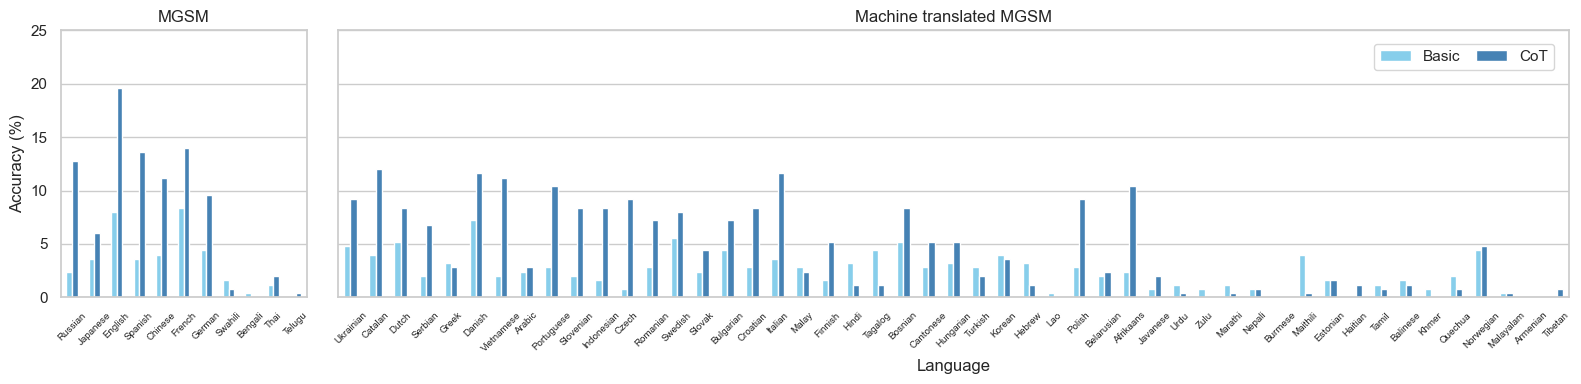 MGSM
Machine translated MGSM
Accuracy (%)
25
20
15
10
5
0
Basic
CoT
Russian
Japanese
English
Spanish
Chinese
French
German
Swahili
Bengali
Thai
Telugu
Ukrainian
Catalan
Dutch
Serbian
Greek
Danish
Vietnamese
Arabic
Portuguese
Slovenian
Indonesian
Czech
Romanian
Swedish
Slovak
Bulgarian
Croatian
Italian
Malay
Finnish
Hindi
Tagalog
Bosnian
Cantonese
Hungarian
Turkish
Korean
Hebrew
Lao
Polish
Belarusian
Afrikaans
Javanese
Urdu
Zulu
Marathi
Nepali
Burmese
Maithili
Estonian
Haitian
Tamil
Balinese
Khmer
Quechua
Norwegian
Malayalam
Armenian
Tibetan
Language